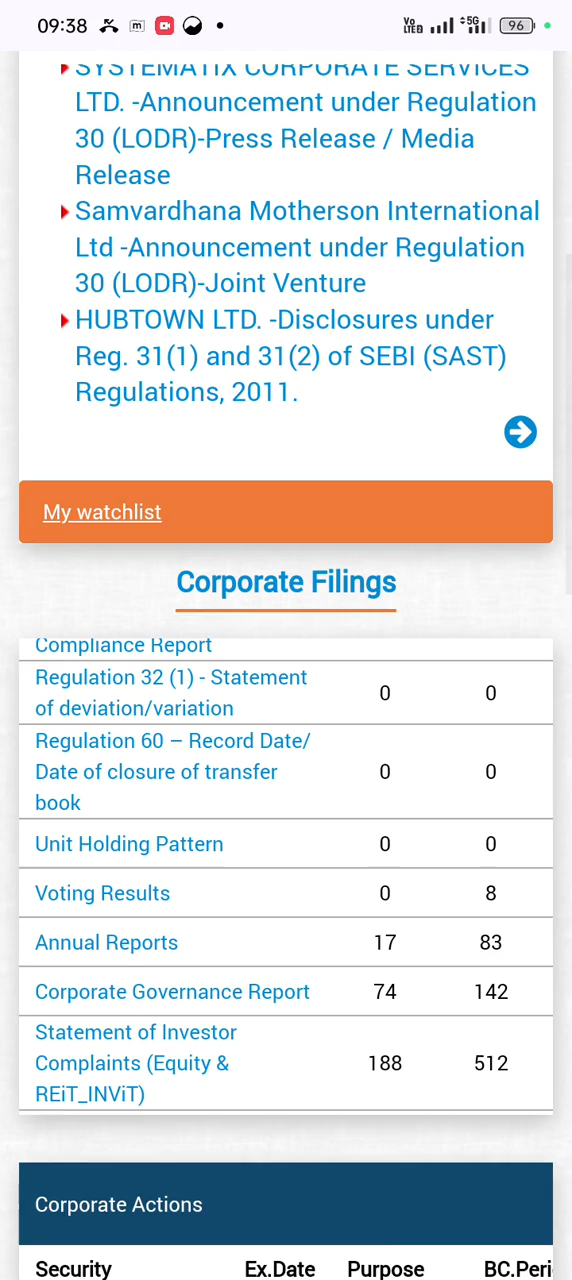 09:38 m Vo LTE 5G 96
SYSTEMATIX CORPORATE SERVICES
LTD. -Announcement under Regulation
30 (LODR)-Press Release / Media
Release
Samvardhana Motherson International
Ltd -Announcement under Regulation
30 (LODR)-Joint Venture
HUBTOWN LTD. -Disclosures under
Reg. 31(1) and 31(2) of SEBI (SAST)
Regulations, 2011.
My watchlist
Corporate Filings
Compliance Report
Regulation 32 (1) - Statement
of deviation/variation 0 0
Regulation 60 – Record Date/
Date of closure of transfer 0 0
book
Unit Holding Pattern 0 0
Voting Results 0 8
Annual Reports 17 83
Corporate Governance Report 74 142
Statement of Investor
Complaints (Equity & 188 512
REiT_INViT)
Corporate Actions
Security Ex.Date Purpose BC.Peri